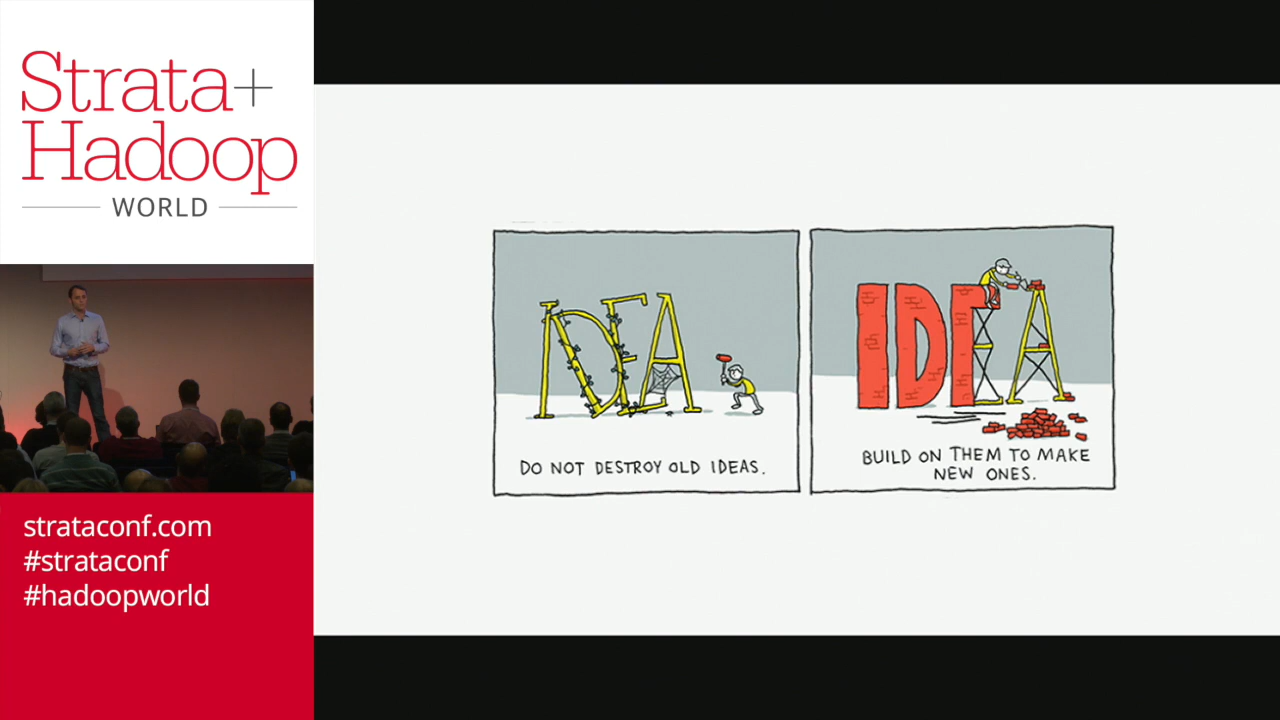 Strata+
Hadoop
WORLD
strataconf.com
#strataconf
#hadoopworld
IDEA
DO NOT DESTROY OLD IDEAS.
IDEA
BUILD ON THEM TO MAKE
NEW ONES.